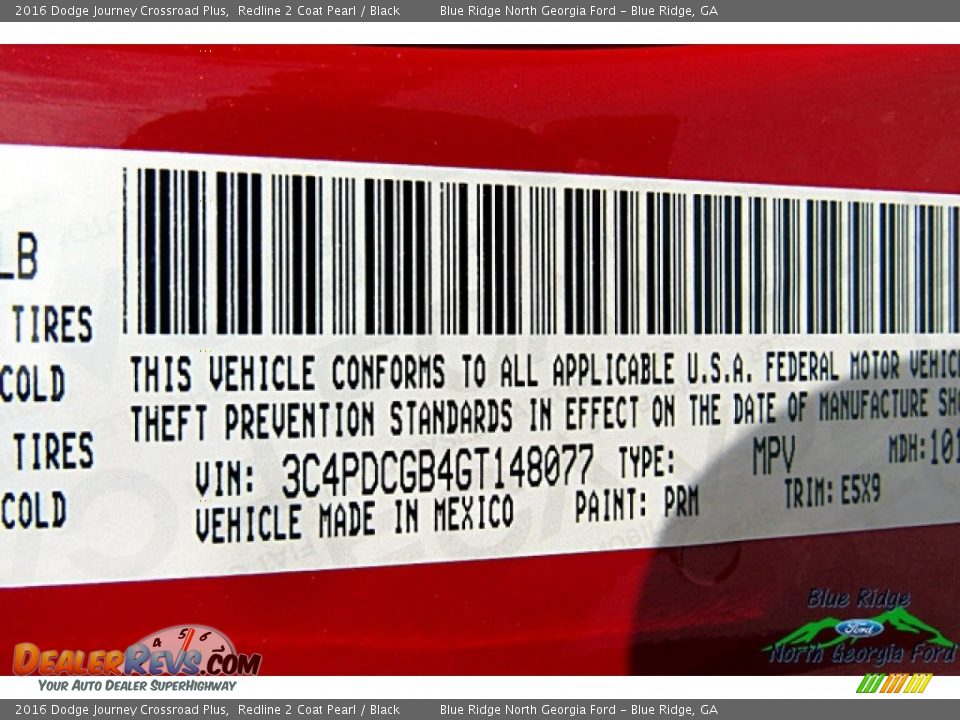 2016 Dodge Journey Crossroad Plus, Redline 2 Coat Pearl / Black Blue Ridge North Georgia Ford - Blue Ridge, GA
LB
TIRES
COLD
TIRES
COLD
THIS VEHICLE CONFORMS TO ALL APPLICABLE U.S.A. FEDERAL MOTOR VEHIC
THEFT PREVENTION STANDARDS IN EFFECT ON THE DATE OF MANUFACTURE SHO
VIN: 3C4PDCGB4GT148077 TYPE: MPV MDH: 101
VEHICLE MADE IN MEXICO PAINT: PRM TRIM: E5X9
Blue Ridge
Ford
North Georgia Ford
4 5 6
DEALERREVS.COM
YOUR AUTO DEALER SUPERHIGHWAY
2016 Dodge Journey Crossroad Plus, Redline 2 Coat Pearl / Black Blue Ridge North Georgia Ford - Blue Ridge, GA